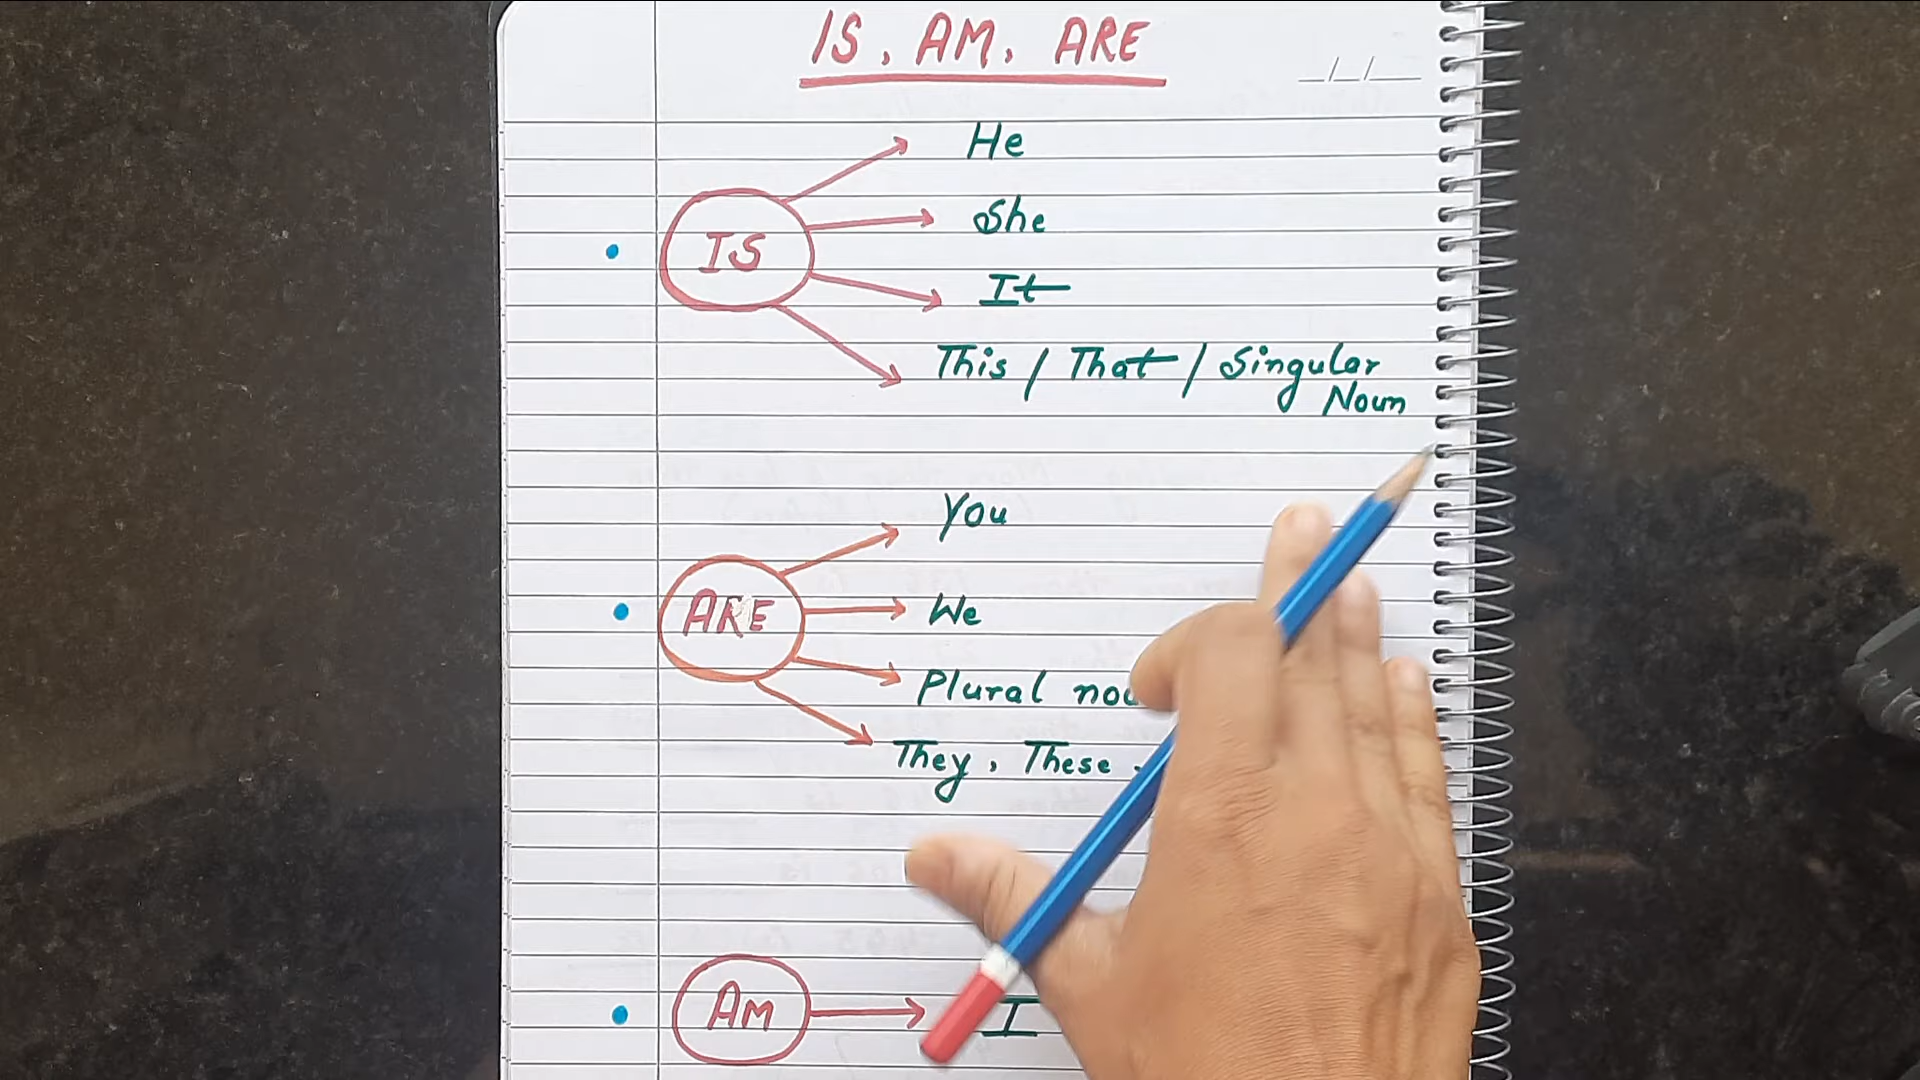 IS, AM, ARE
IS
He
She
It
This / That / Singular
Noun
ARE
You
We
Plural
They, These
AM
I